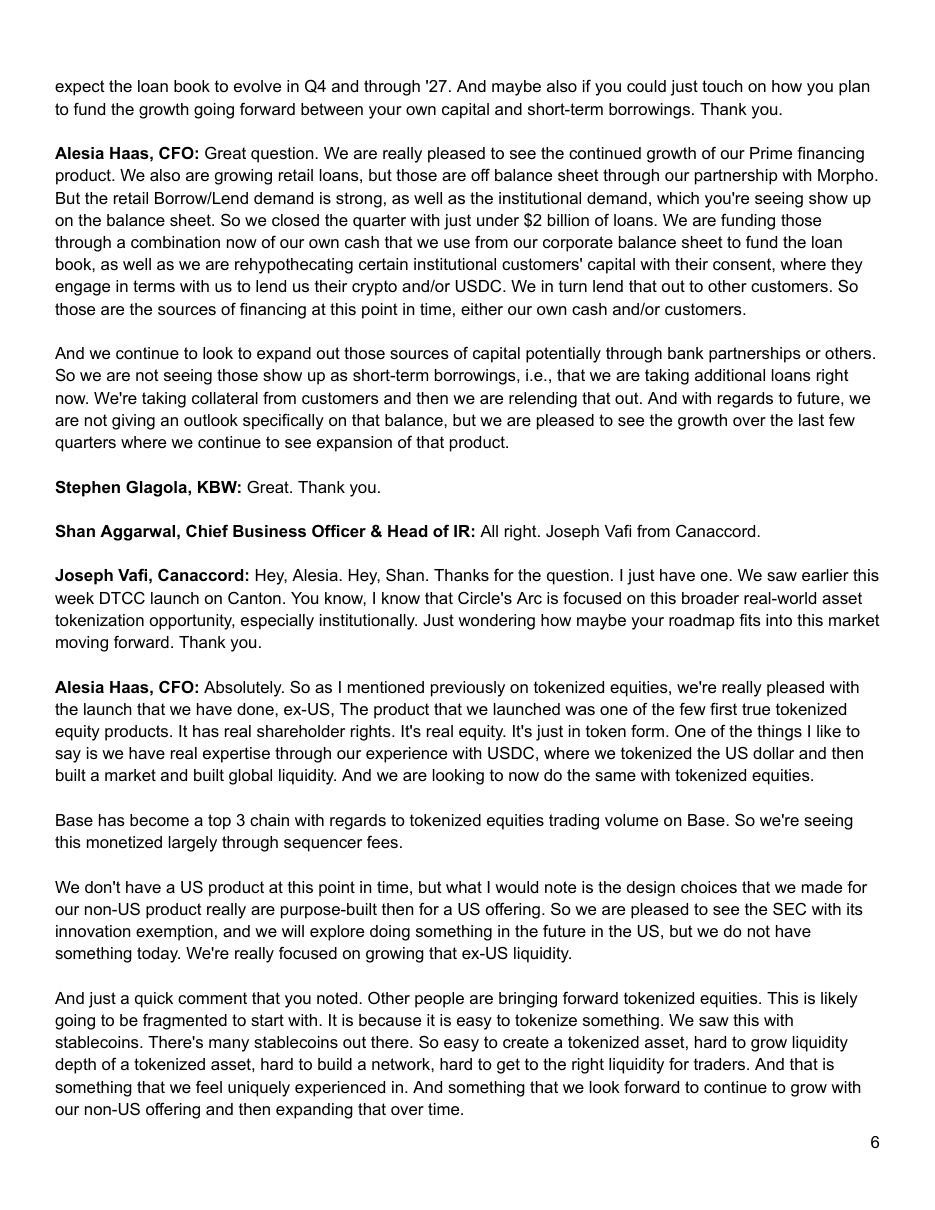 expect the loan book to evolve in Q4 and through '27. And maybe also if you could just touch on how you plan
to fund the growth going forward between your own capital and short-term borrowings. Thank you.
Alesia Haas, CFO: Great question. We are really pleased to see the continued growth of our Prime financing
product. We also are growing retail loans, but those are off balance sheet through our partnership with Morpho.
But the retail Borrow/Lend demand is strong, as well as the institutional demand, which you're seeing show up
on the balance sheet. So we closed the quarter with just under $2 billion of loans. We are funding those
through a combination now of our own cash that we use from our corporate balance sheet to fund the loan
book, as well as we are rehypothecating certain institutional customers' capital with their consent, where they
engage in terms with us to lend us their crypto and/or USDC. We in turn lend that out to other customers. So
those are the sources of financing at this point in time, either our own cash and/or customers.
And we continue to look to expand out those sources of capital potentially through bank partnerships or others.
So we are not seeing those show up as short-term borrowings, i.e., that we are taking additional loans right
now. We're taking collateral from customers and then we are relending that out. And with regards to future, we
are not giving an outlook specifically on that balance, but we are pleased to see the growth over the last few
quarters where we continue to see expansion of that product.
Stephen Glagola, KBW: Great. Thank you.
Shan Aggarwal, Chief Business Officer & Head of IR: All right. Joseph Vafi from Canaccord.
Joseph Vafi, Canaccord: Hey, Alesia. Hey, Shan. Thanks for the question. I just have one. We saw earlier this
week DTCC launch on Canton. You know, I know that Circle's Arc is focused on this broader real-world asset
tokenization opportunity, especially institutionally. Just wondering how maybe your roadmap fits into this market
moving forward. Thank you.
Alesia Haas, CFO: Absolutely. So as I mentioned previously on tokenized equities, we're really pleased with
the launch that we have done, ex-US, The product that we launched was one of the few first true tokenized
equity products. It has real shareholder rights. It's real equity. It's just in token form. One of the things I like to
say is we have real expertise through our experience with USDC, where we tokenized the US dollar and then
built a market and built global liquidity. And we are looking to now do the same with tokenized equities.
Base has become a top 3 chain with regards to tokenized equities trading volume on Base. So we're seeing
this monetized largely through sequencer fees.
We don't have a US product at this point in time, but what I would note is the design choices that we made for
our non-US product really are purpose-built then for a US offering. So we are pleased to see the SEC with its
innovation exemption, and we will explore doing something in the future in the US, but we do not have
something today. We're really focused on growing that ex-US liquidity.
And just a quick comment that you noted. Other people are bringing forward tokenized equities. This is likely
going to be fragmented to start with. It is because it is easy to tokenize something. We saw this with
stablecoins. There's many stablecoins out there. So easy to create a tokenized asset, hard to grow liquidity
depth of a tokenized asset, hard to build a network, hard to get to the right liquidity for traders. And that is
something that we feel uniquely experienced in. And something that we look forward to continue to grow with
our non-US offering and then expanding that over time.
6